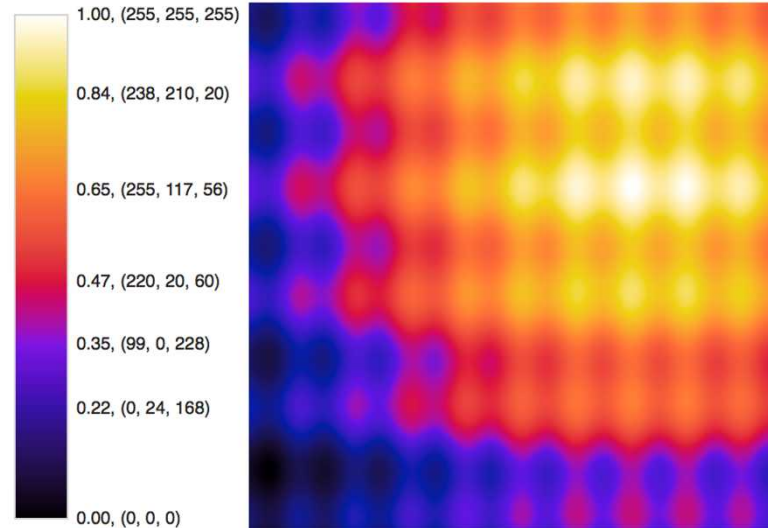 1.00, (255, 255, 255)
0.84, (238, 210, 20)
0.65, (255, 117, 56)
0.47, (220, 20, 60)
0.35, (99, 0, 228)
0.22, (0, 24, 168)
0.00, (0, 0, 0)